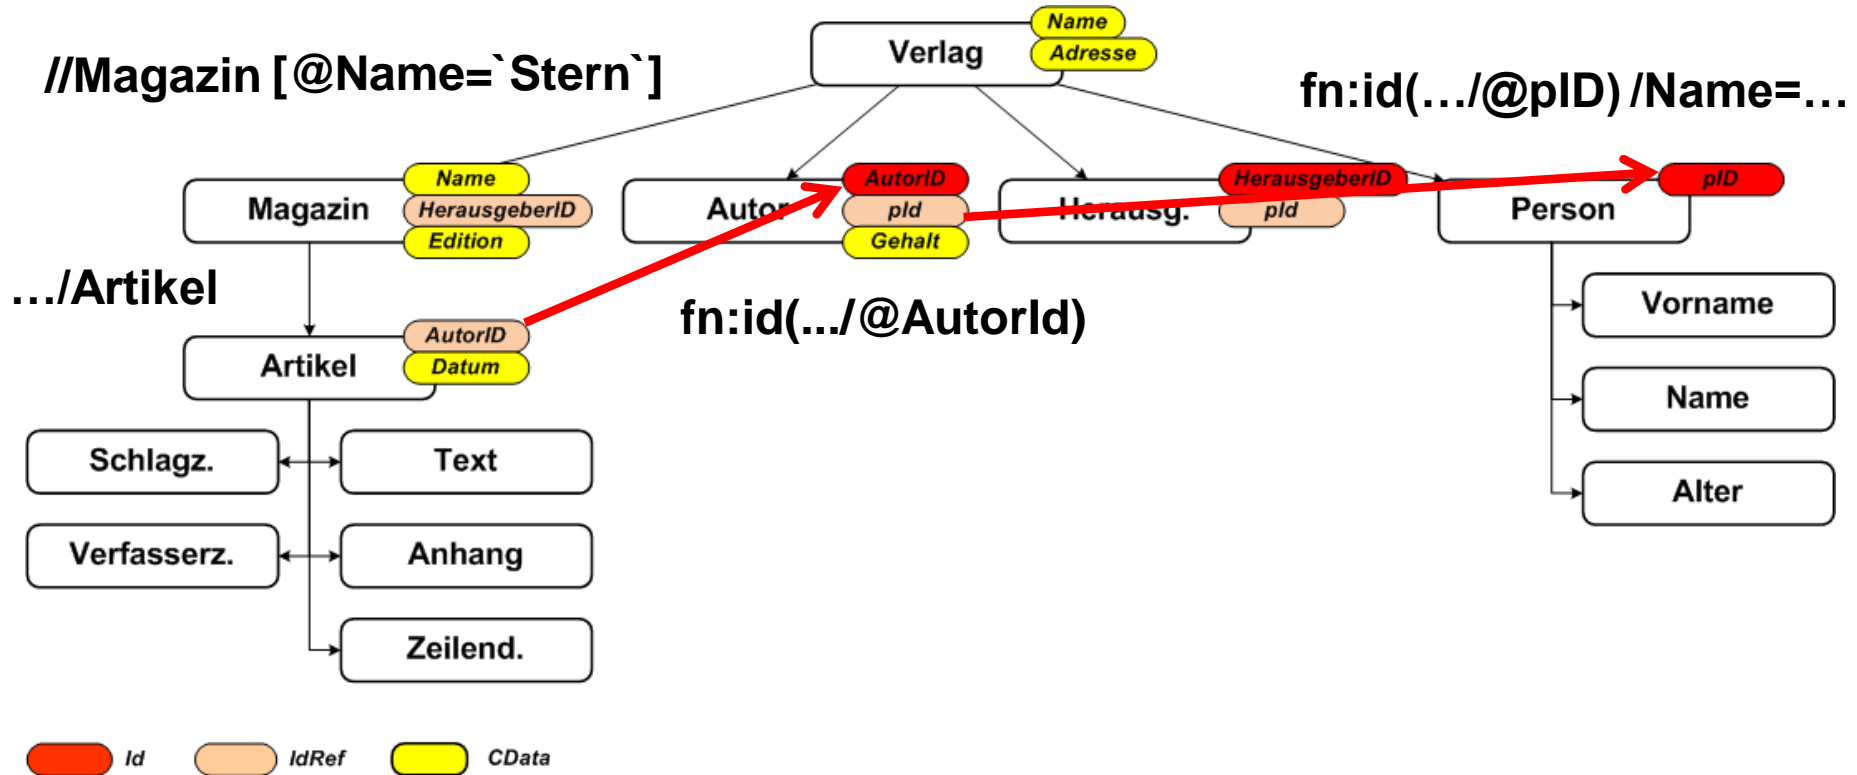 Name
Verlag
Adresse
//Magazin [@Name=`Stern`]
fn:id(…/@pID) /Name=…
Name
Magazin
HerausgeberID
Edition
AutorID
Autor
pId
Gehalt
HerausgeberID
Herausg.
pId
pID
Person
…/Artikel
fn:id(.../@AutorId)
Vorname
AutorID
Artikel
Datum
Name
Schlagz.
Text
Alter
Verfasserz.
Anhang
Zeilend.
Id
IdRef
CData